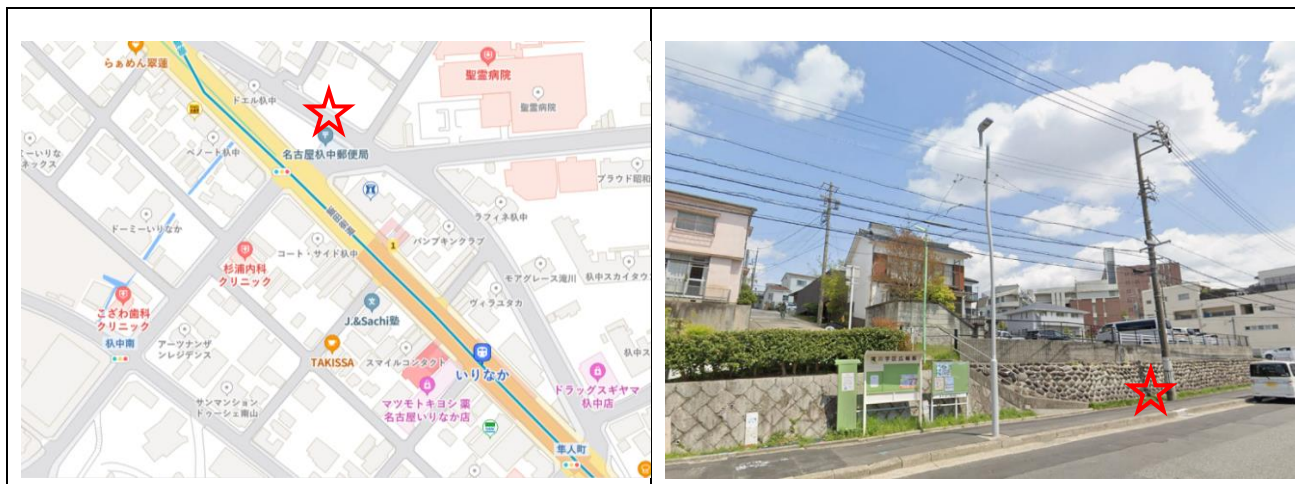 らぁめん翠蓮
聖霊病院
聖霊病院
ドエル杁中
名古屋杁中郵便局
ベノート杁中
ーいりな
ネックス
プラウド昭和
ラフィネ杁中
ドーミーいりなか
飯田街道
パンプキンクラブ
コート・サイド杁中
杉浦内科
クリニック
1
モアグレース滝川
杁中スカイタウ
こざわ歯科
クリニック
ヴィラユタカ
J.&Sachi塾
杁中南
アーツナンザ
ンレジデンス
TAKISSA
スマイルコンタクト
いりなか
杁中ス
ドラッグスギヤマ
杁中店
マツモトキヨシ 薬
名古屋いりなか店
サンマンション
ドゥーシェ南山
隼人町